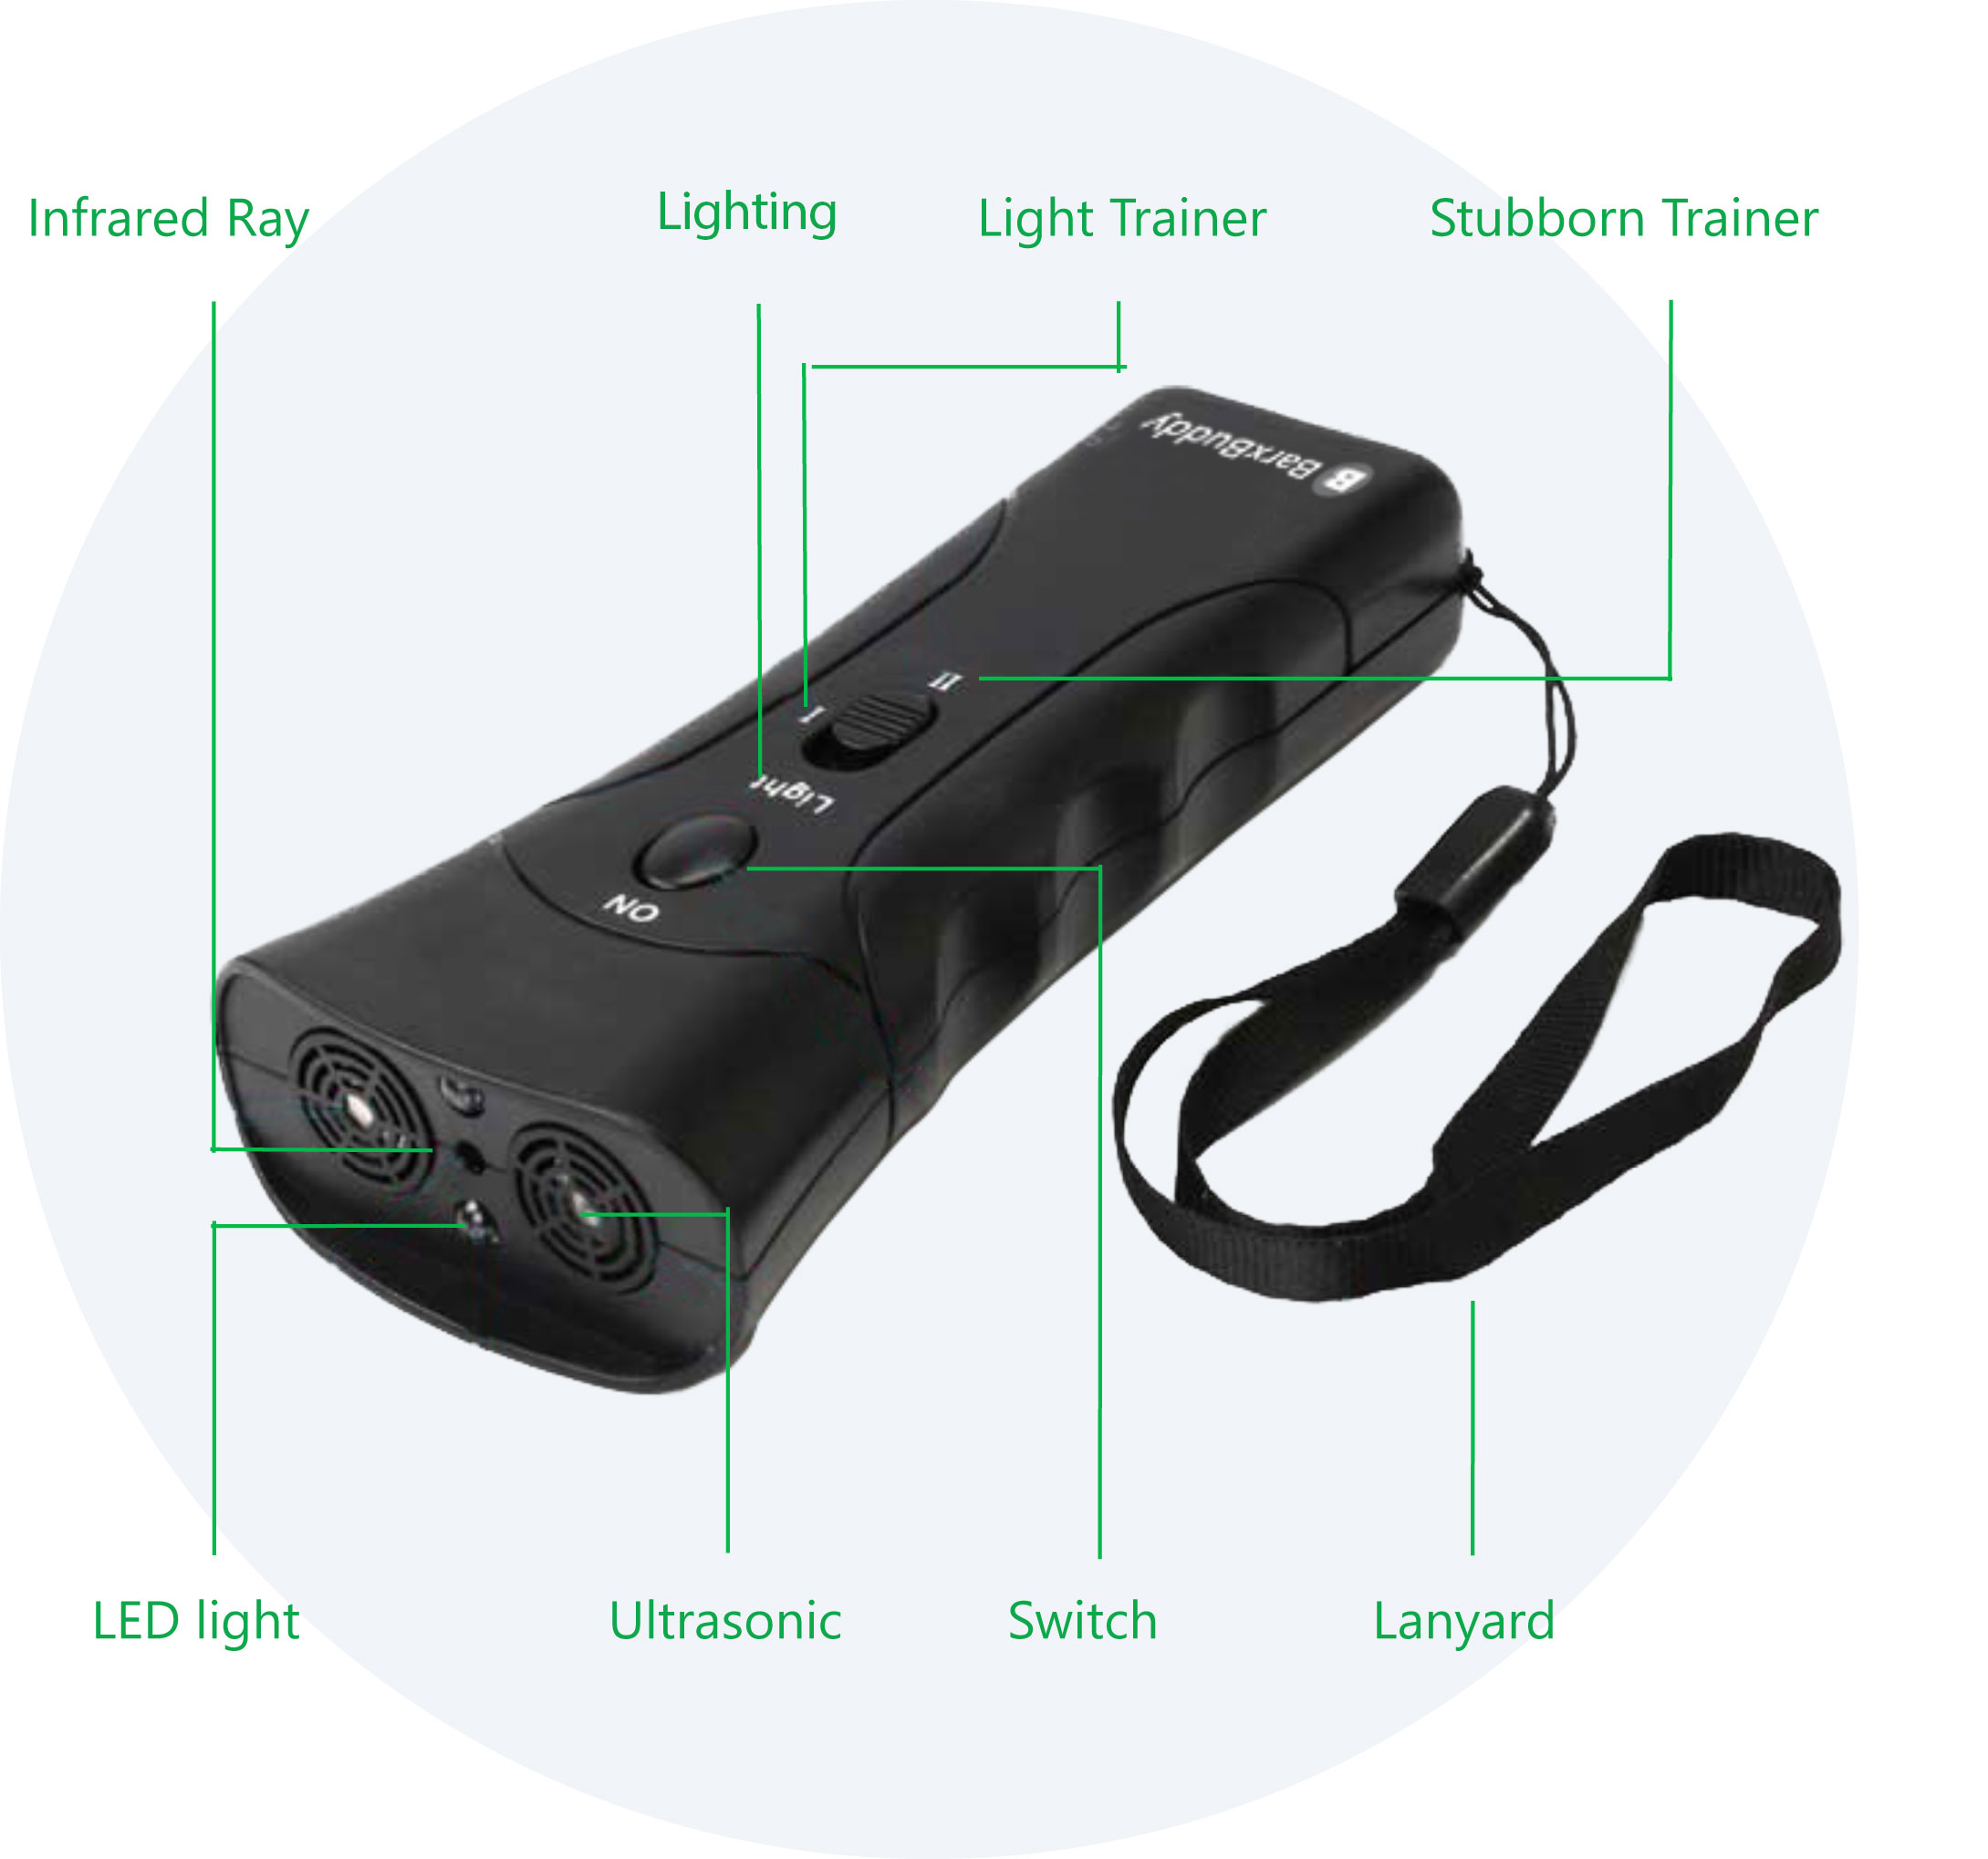 Infrared Ray
Lighting
Light Trainer
Stubborn Trainer
B BarxBuddy
II
I
Light
ON
LED light
Ultrasonic
Switch
Lanyard